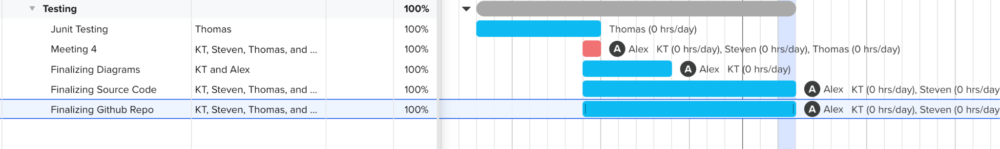 Testing 100%
Junit Testing Thomas 100% Thomas (0 hrs/day)
Meeting 4 KT, Steven, Thomas, and ... 100% A Alex KT (0 hrs/day), Steven (0 hrs/day), Thomas (0 hrs/day)
Finalizing Diagrams KT and Alex 100% A Alex KT (0 hrs/day)
Finalizing Source Code KT, Steven, Thomas, and ... 100% A Alex KT (0 hrs/day), Steven (0 hrs/day
Finalizing Github Repo KT, Steven, Thomas, and ... 100% A Alex KT (0 hrs/day), Steven (0 hrs/day